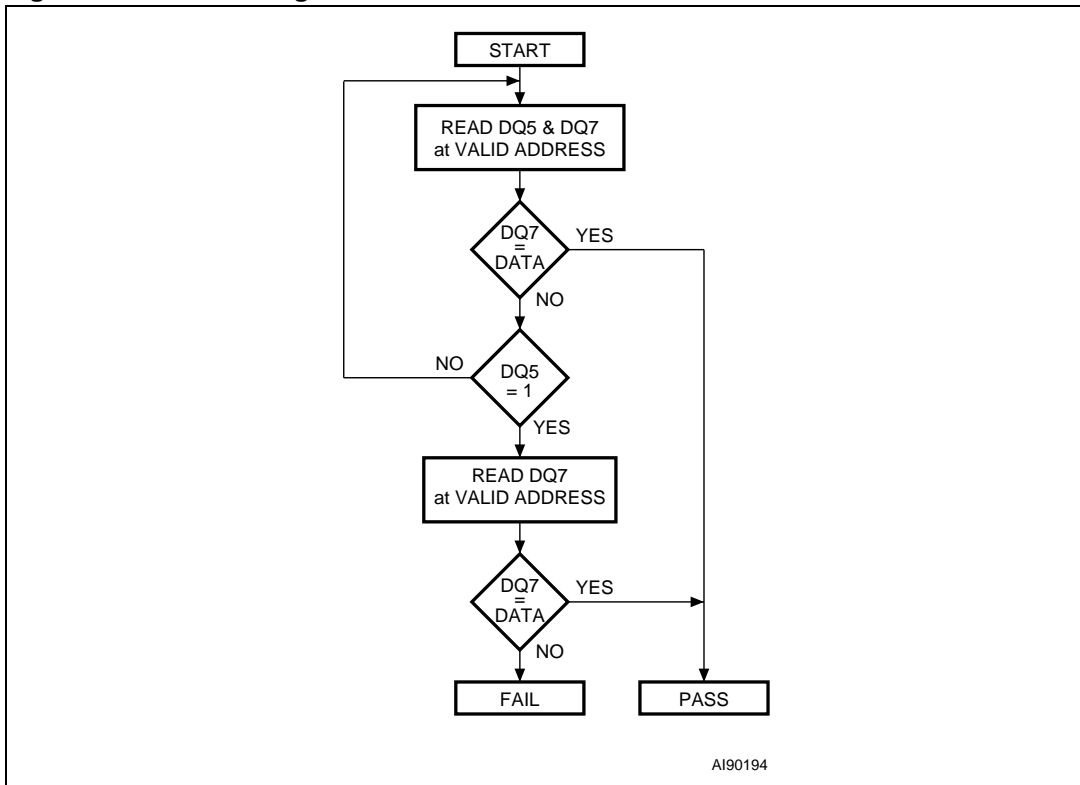 START
READ DQ5 & DQ7
at VALID ADDRESS
DQ7
=
DATA
YES
NO
NO
DQ5
= 1
YES
READ DQ7
at VALID ADDRESS
DQ7
=
DATA
YES
NO
FAIL
PASS
AI90194